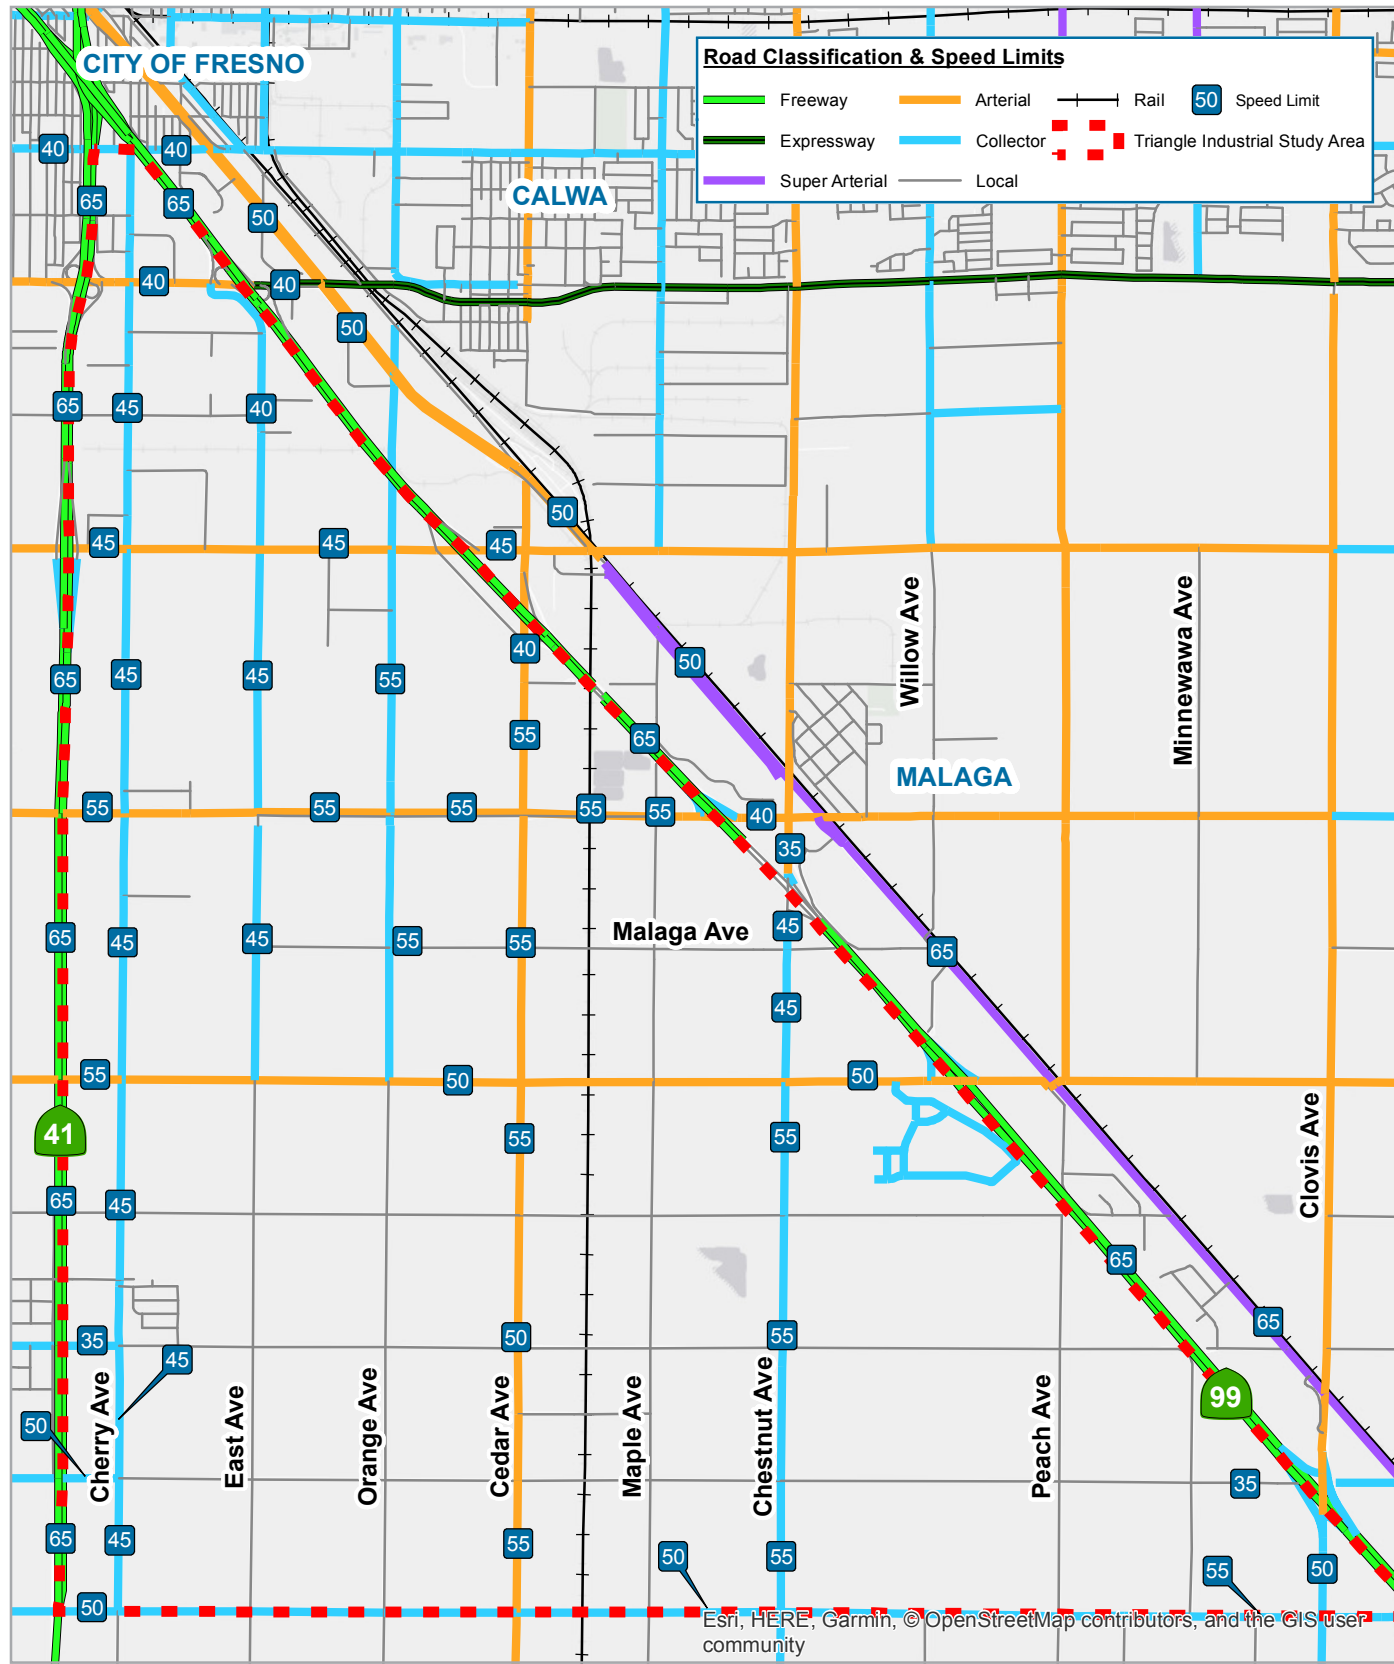 CITY OF FRESNO
Road Classification & Speed Limits
Freeway
Arterial
Rail
50
Speed Limit
Expressway
Collector
Triangle Industrial Study Area
Super Arterial
Local
40
40
65
65
50
CALWA
40
40
50
65
45
40
50
45
45
45
40
50
65
45
45
55
55
65
Willow Ave
Minnewawa Ave
MALAGA
55
55
55
55
55
40
35
65
45
45
55
55
Malaga Ave
45
65
45
55
50
50
41
55
55
65
45
Clovis Ave
65
35
45
50
55
65
50
Cherry Ave
East Ave
Orange Ave
Cedar Ave
Maple Ave
Chestnut Ave
Peach Ave
99
35
65
45
55
50
55
55
50
50
Esri, HERE, Garmin, © OpenStreetMap contributors, and the GIS user
community